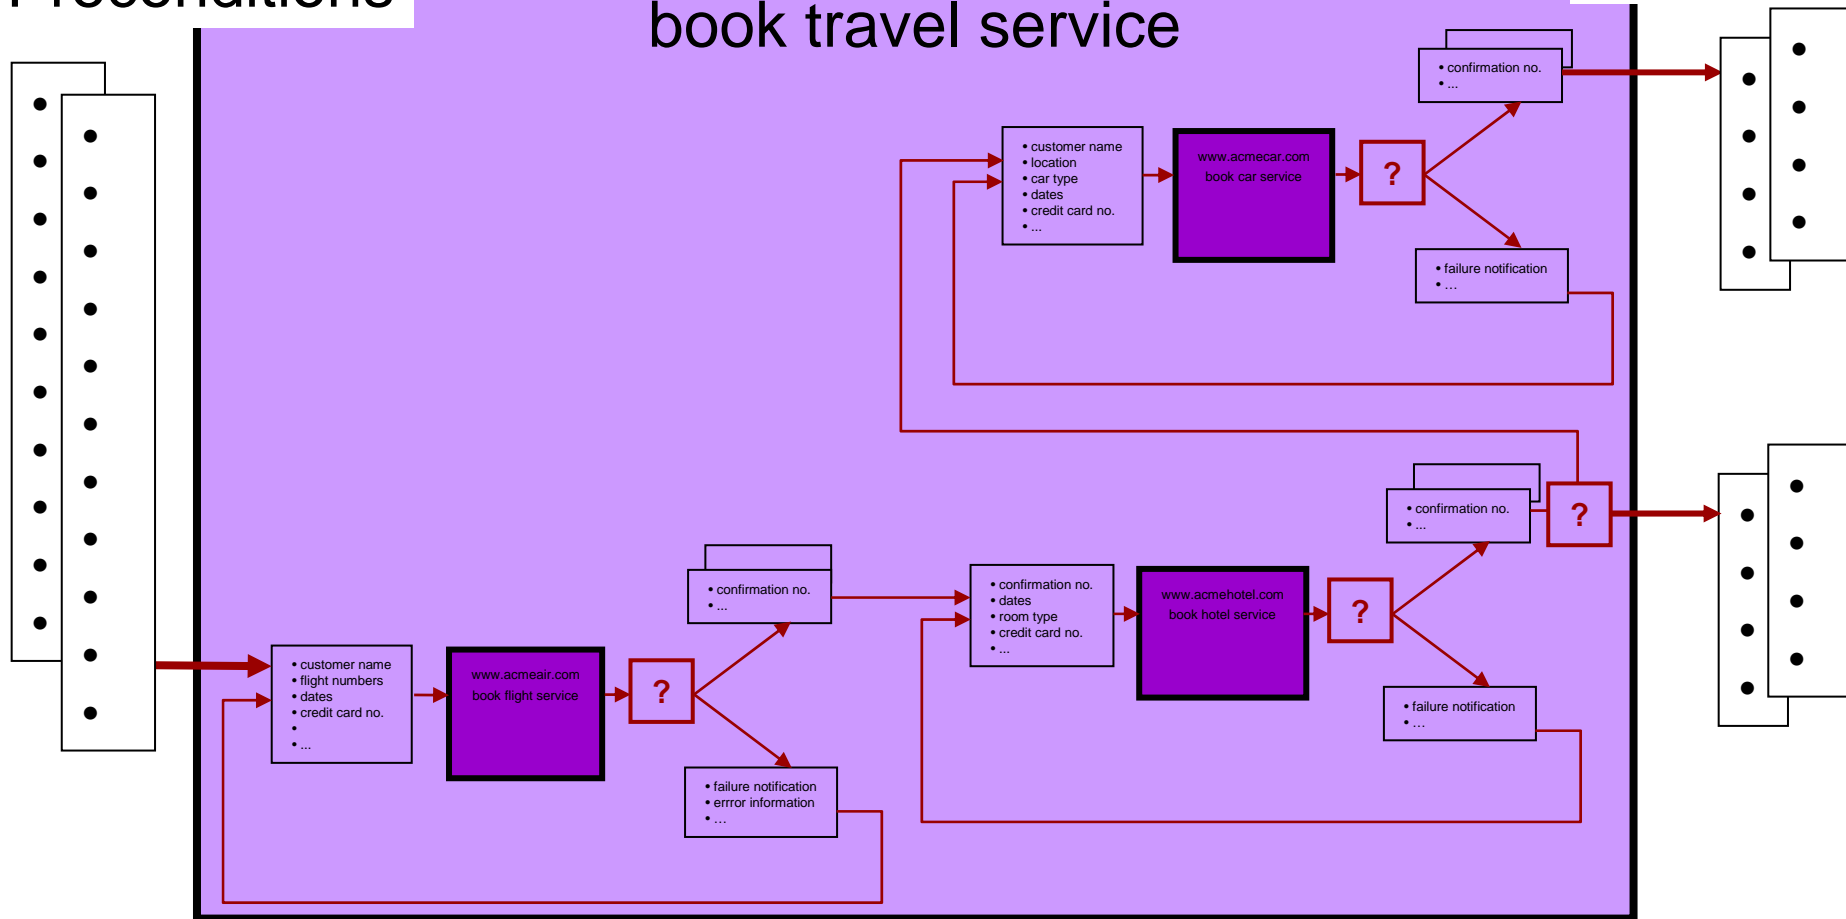 Preconditions
book travel service
• confirmation no.
• ...
• customer name
• location
• car type
• dates
• credit card no.
• ...
www.acmecar.com
book car service
?
• failure notification
• ...
• confirmation no.
• ...
?
• confirmation no.
• ...
• confirmation no.
• dates
• room type
• credit card no.
• ...
www.acmehotel.com
book hotel service
?
• customer name
• flight numbers
• dates
• credit card no.
•
• ...
www.acmeair.com
book flight service
?
• failure notification
• ...
• failure notification
• errror information
• ...